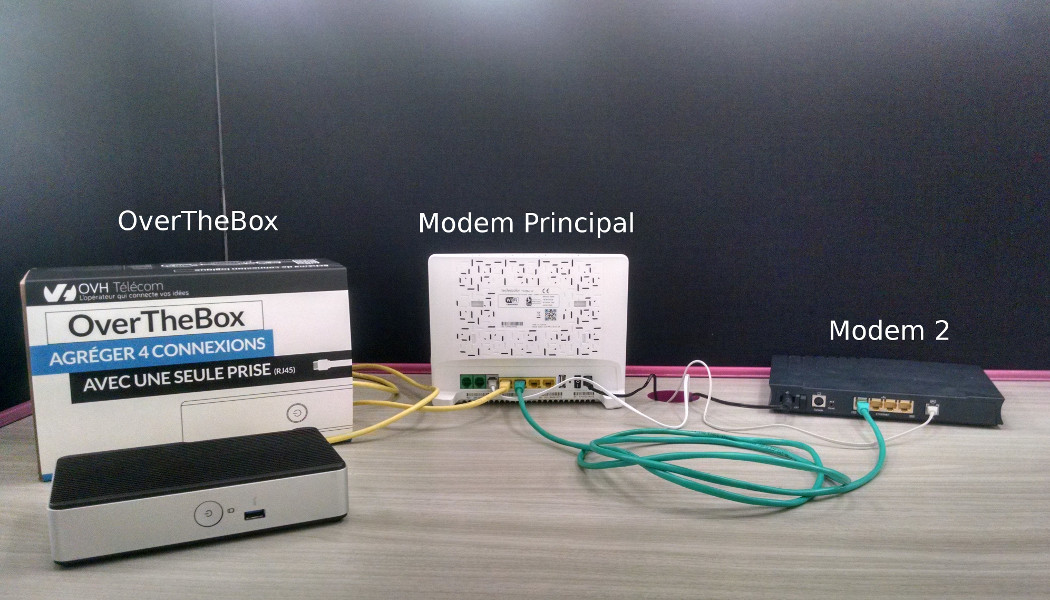 OverTheBox
Modem Principal
Modem 2
OVH Télécom
L'opérateur qui connecte vos idées
OverTheBox
AGRÉGER 4 CONNEXIONS
AVEC UNE SEULE PRISE (RJ45)